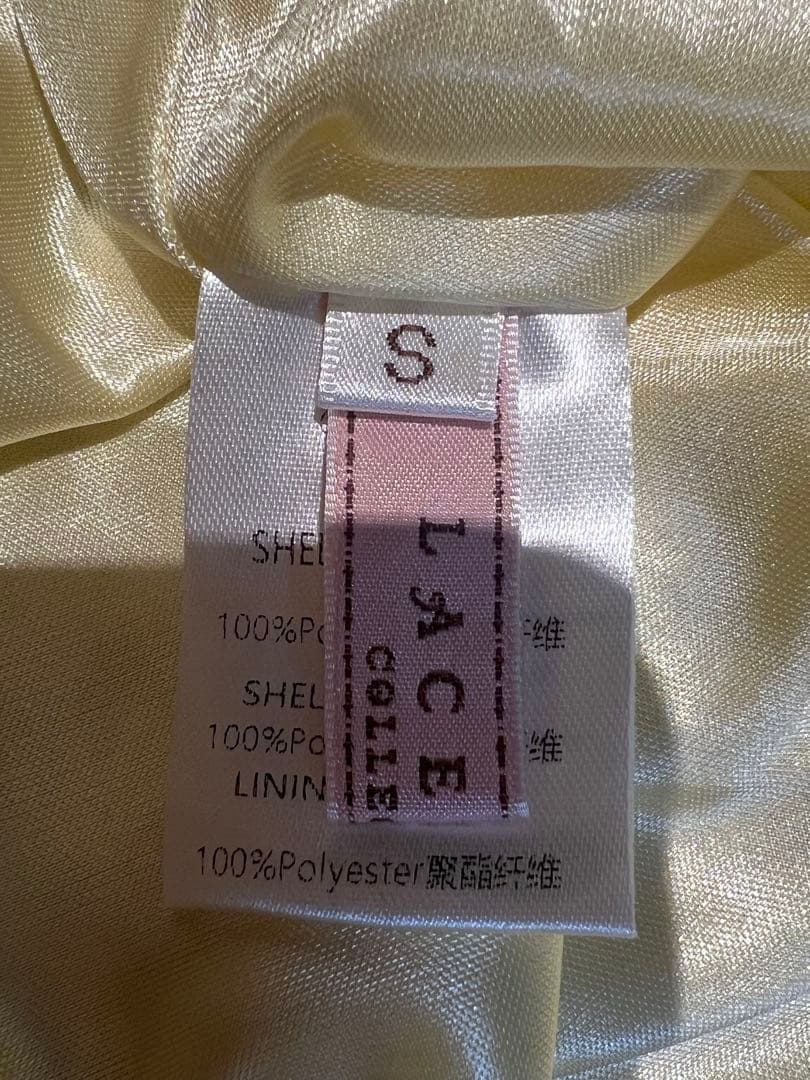 S
LACE
COLLE
SHEL
100%Po 纤维
SHEL
100%Po 纤维
LININ
100%Polyester聚酯纤维